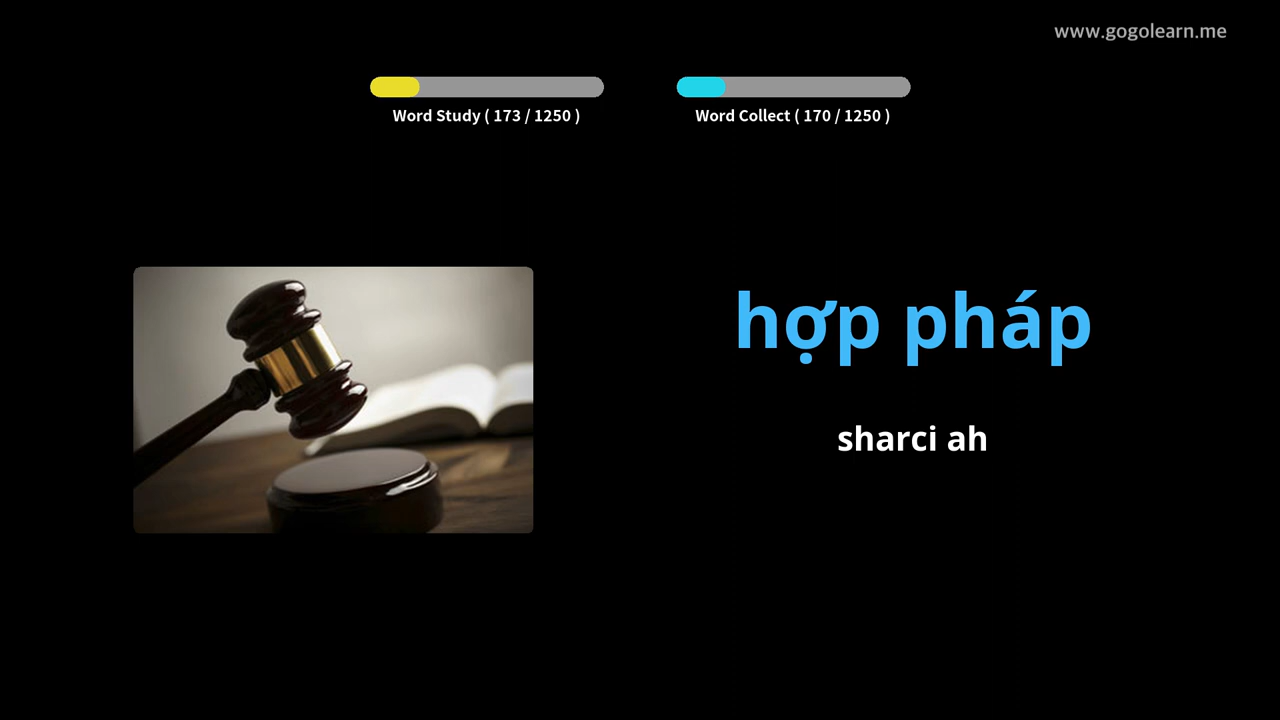 www.gogolearn.me
Word Study ( 173 / 1250 )
Word Collect ( 170 / 1250 )
hợp pháp
sharci ah